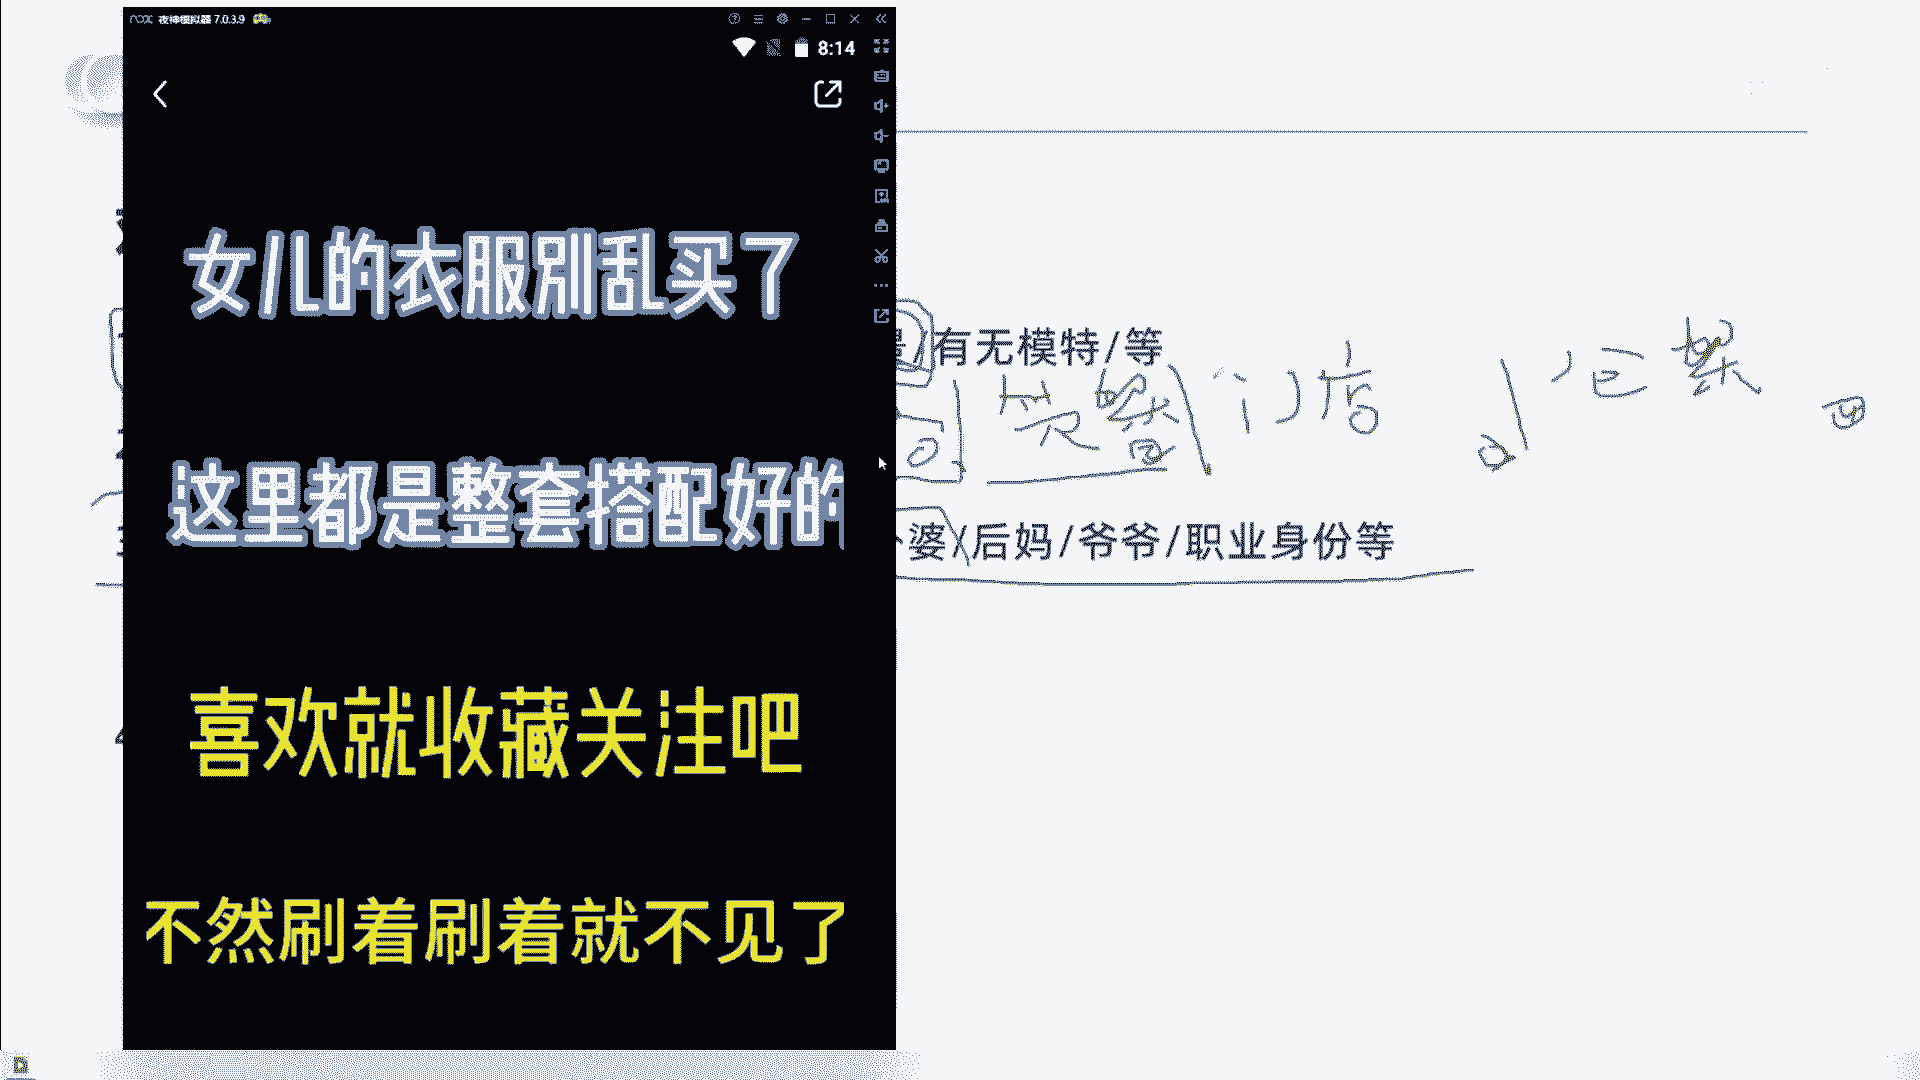 nox 夜神模拟器 7.0.3.9
8:14
女儿的衣服别乱买了
这里都是整套搭配好的
喜欢就收藏关注吧
不然刷着刷着就不见了
/有无模特/等
门店
婆/后妈/爷爷/职业身份等